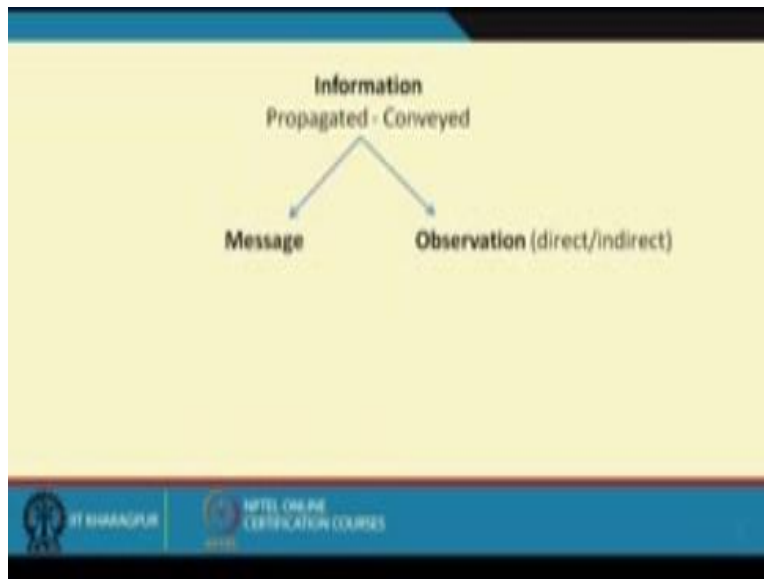 Information
Propagated - Conveyed
Message
Observation (direct/indirect)
IIT KHARAGPUR
NPTEL ONLINE
CERTIFICATION COURSES